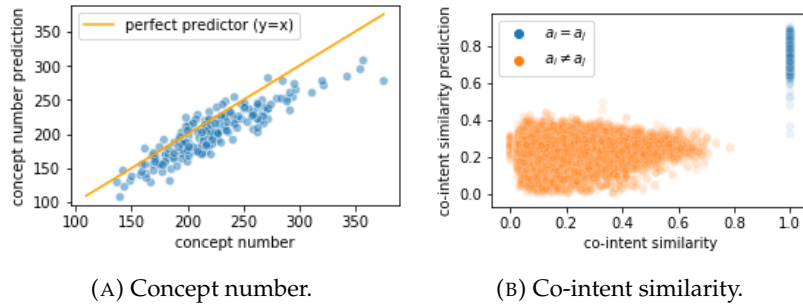 perfect predictor (y=x)
concept number prediction
350
300
250
200
150
100
100 150 200 250 300 350
concept number
(A) Concept number.
a_l = a_j
a_l ≠ a_j
co-intent similarity prediction
0.8
0.6
0.4
0.2
0.0
0.0 0.2 0.4 0.6 0.8 1.0
co-intent similarity
(B) Co-intent similarity.